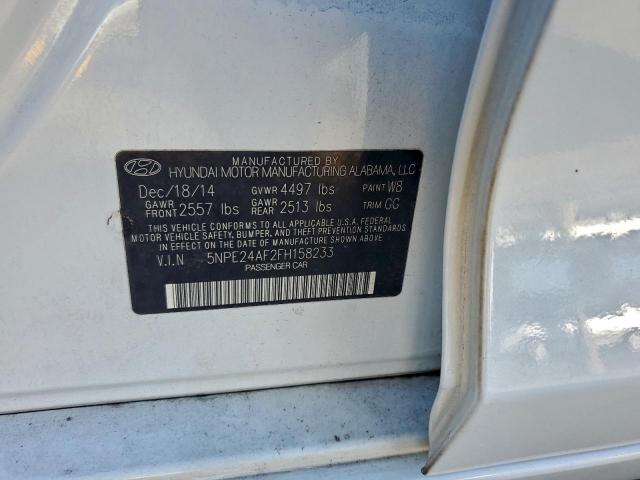 MANUFACTURED BY
HYUNDAI MOTOR MANUFACTURING ALABAMA, LLC
Dec/18/14 GVWR 4497 lbs PAINT W8
GAWR FRONT 2557 lbs GAWR REAR 2513 lbs TRIM GG
THIS VEHICLE CONFORMS TO ALL APPLICABLE U.S.A. FEDERAL
MOTOR VEHICLE SAFETY, BUMPER, AND THEFT PREVENTION STANDARDS
IN EFFECT ON THE DATE OF MANUFACTURE SHOWN ABOVE.
V.I.N 5NPE24AF2FH158233
PASSENGER CAR